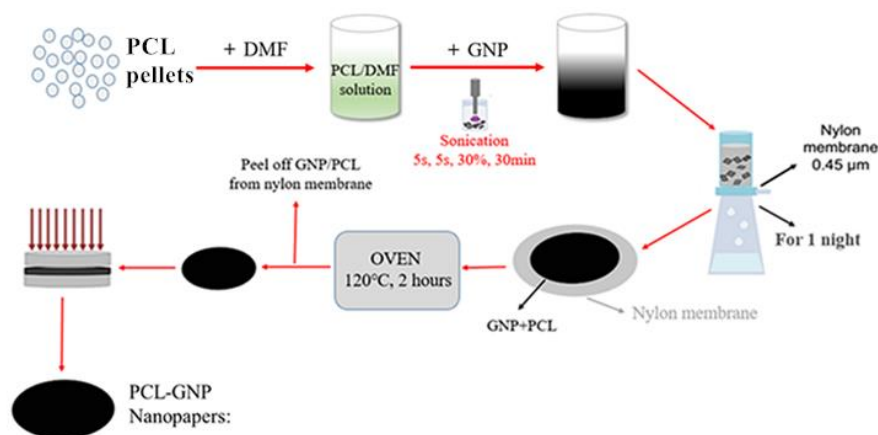 PCL
pellets
+ DMF
PCL/DMF
solution
+ GNP
Sonication
5s, 5s, 30%, 30min
Nylon
membrane
0.45 µm
For 1 night
Peel off GNP/PCL
from nylon membrane
OVEN
120°C, 2 hours
GNP+PCL
Nylon membrane
PCL-GNP
Nanopapers: